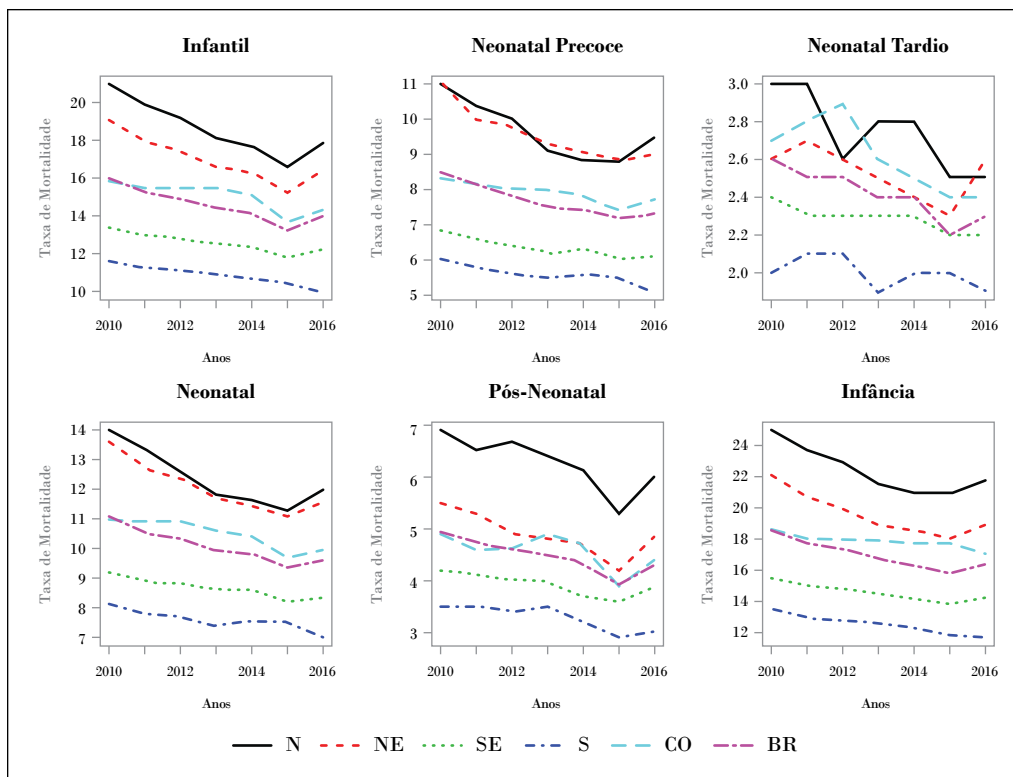 Infantil
Taxa de Mortalidade
20
18
16
14
12
10
2010 2012 2014 2016
Anos
Neonatal Precoce
Taxa de Mortalidade
11
10
9
8
7
6
5
2010 2012 2014 2016
Anos
Neonatal Tardio
Taxa de Mortalidade
3.0
2.8
2.6
2.4
2.2
2.0
2010 2012 2014 2016
Anos
Neonatal
Taxa de Mortalidade
14
13
12
11
10
9
8
7
2010 2012 2014 2016
Anos
Pós-Neonatal
Taxa de Mortalidade
7
6
5
4
3
2010 2012 2014 2016
Anos
Infância
Taxa de Mortalidade
24
22
20
18
16
14
12
2010 2012 2014 2016
Anos
N NE SE S CO BR